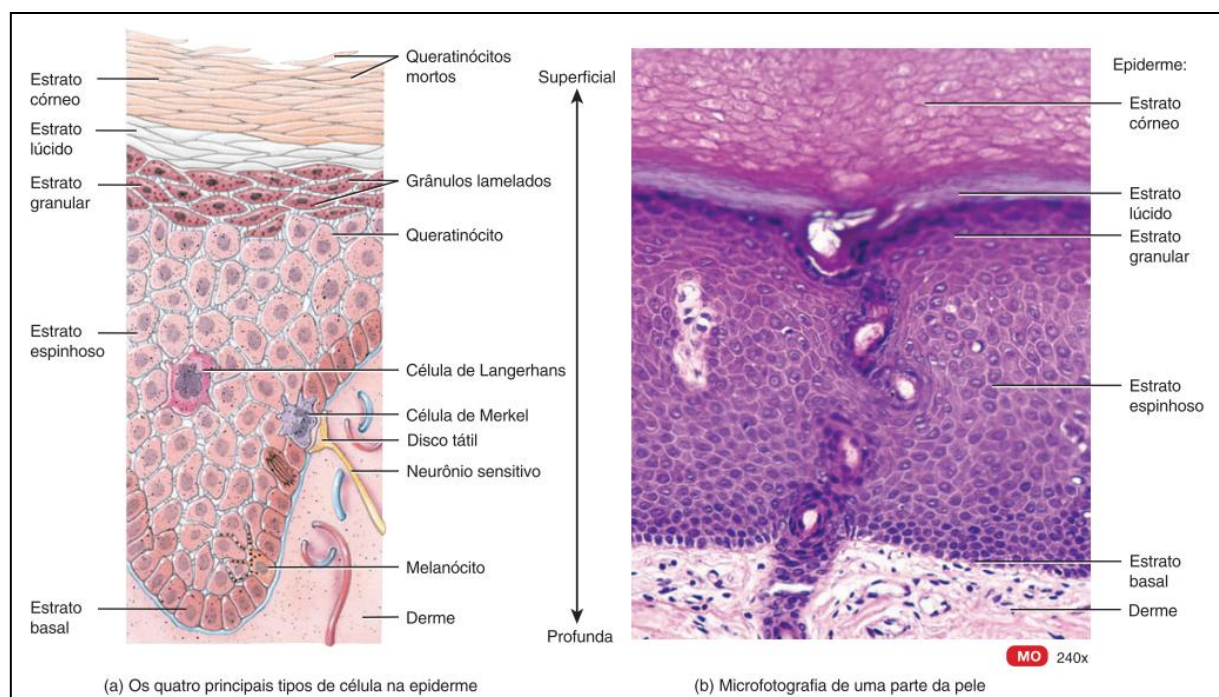 Estrato
córneo
Estrato
lúcido
Estrato
granular
Estrato
espinhoso
Estrato
basal
Queratinócitos
mortos
Grânulos lamelados
Queratinócito
Célula de Langerhans
Célula de Merkel
Disco tátil
Neurônio sensitivo
Melanócito
Derme
(a) Os quatro principais tipos de célula na epiderme
Superficial
Profunda
Epiderme:
Estrato
córneo
Estrato
lúcido
Estrato
granular
Estrato
espinhoso
Estrato
basal
Derme
MO 240x
(b) Microfotografia de uma parte da pele